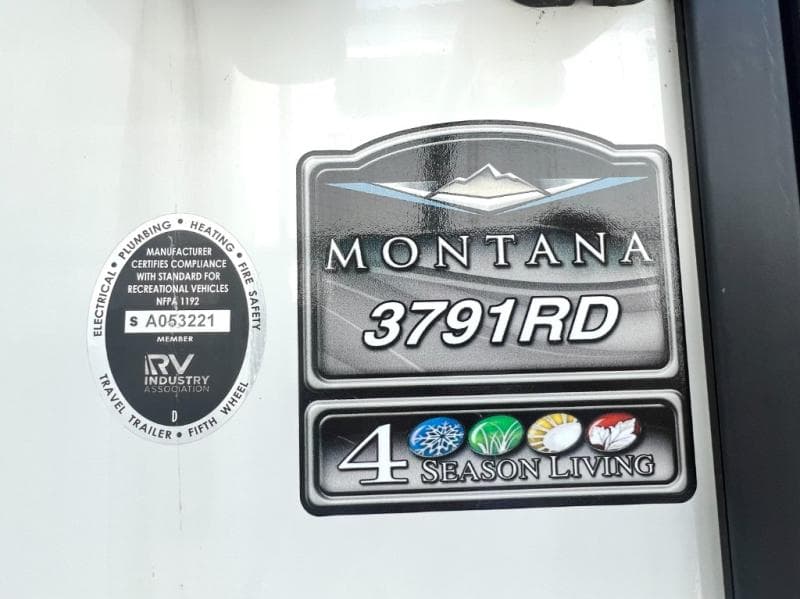 ELECTRICAL • PLUMBING • HEATING • FIRE SAFETY
MANUFACTURER
CERTIFIES COMPLIANCE
WITH STANDARD FOR
RECREATIONAL VEHICLES
NFPA 1192
S A053221
MEMBER
RV
INDUSTRY
ASSOCIATION
D
TRAVEL TRAILER • FIFTH WHEEL
MONTANA
3791RD
4 SEASON LIVING